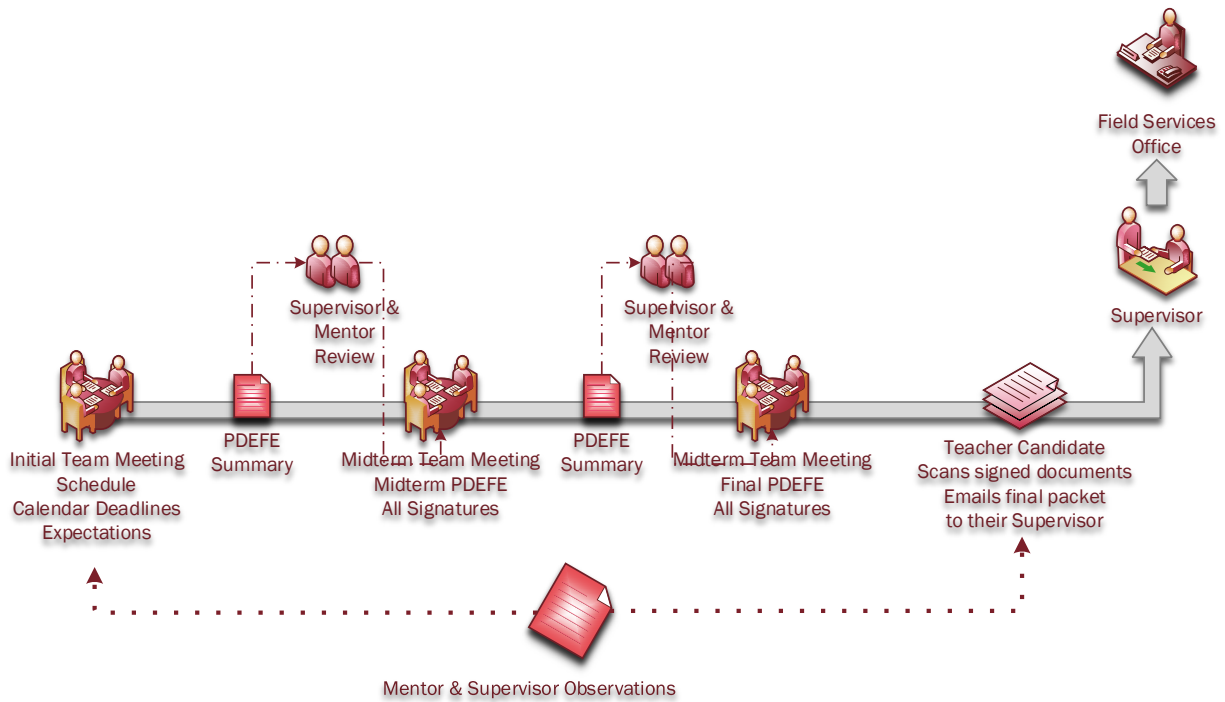 Field Services
Office
Supervisor
Supervisor &
Mentor
Review
Supervisor &
Mentor
Review
Initial Team Meeting
Schedule
Calendar Deadlines
Expectations
PDEFE
Summary
Midterm Team Meeting
Midterm PDEFE
All Signatures
PDEFE
Summary
Midterm Team Meeting
Final PDEFE
All Signatures
Teacher Candidate
Scans signed documents
Emails final packet
to their Supervisor
Mentor & Supervisor Observations